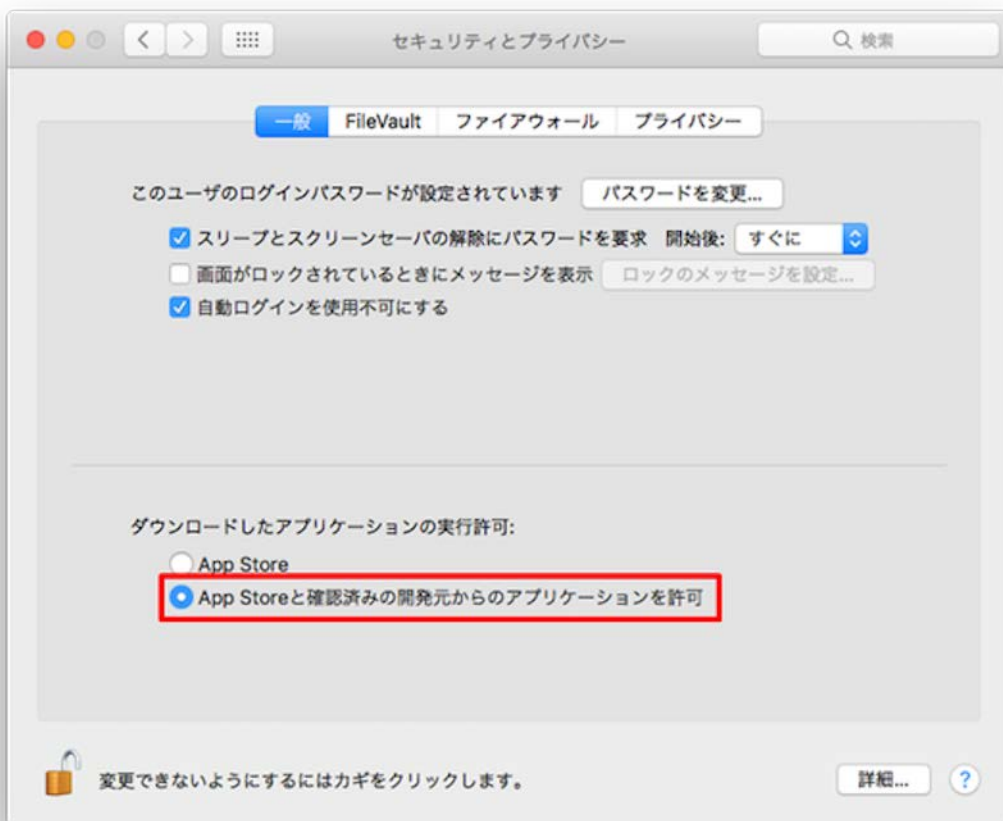 セキュリティとプライバシー
検索
一般 FileVault ファイアウォール プライバシー
このユーザのログインパスワードが設定されています パスワードを変更...
スリープとスクリーンセーバの解除にパスワードを要求 開始後: すぐに
画面がロックされているときにメッセージを表示 ロックのメッセージを設定...
自動ログインを使用不可にする
ダウンロードしたアプリケーションの実行許可:
App Store
App Storeと確認済みの開発元からのアプリケーションを許可
変更できないようにするにはカギをクリックします。 詳細... ?